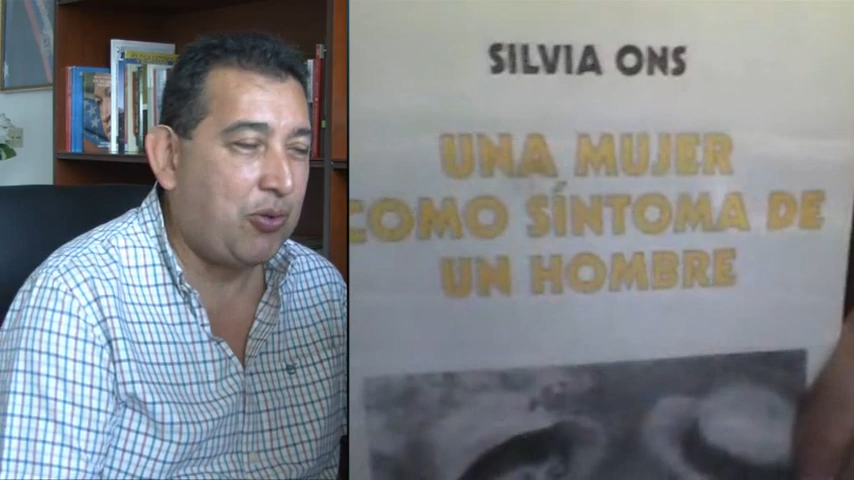 SILVIA ONS
UNA MUJER
COMO SÍNTOMA DE
UN HOMBRE